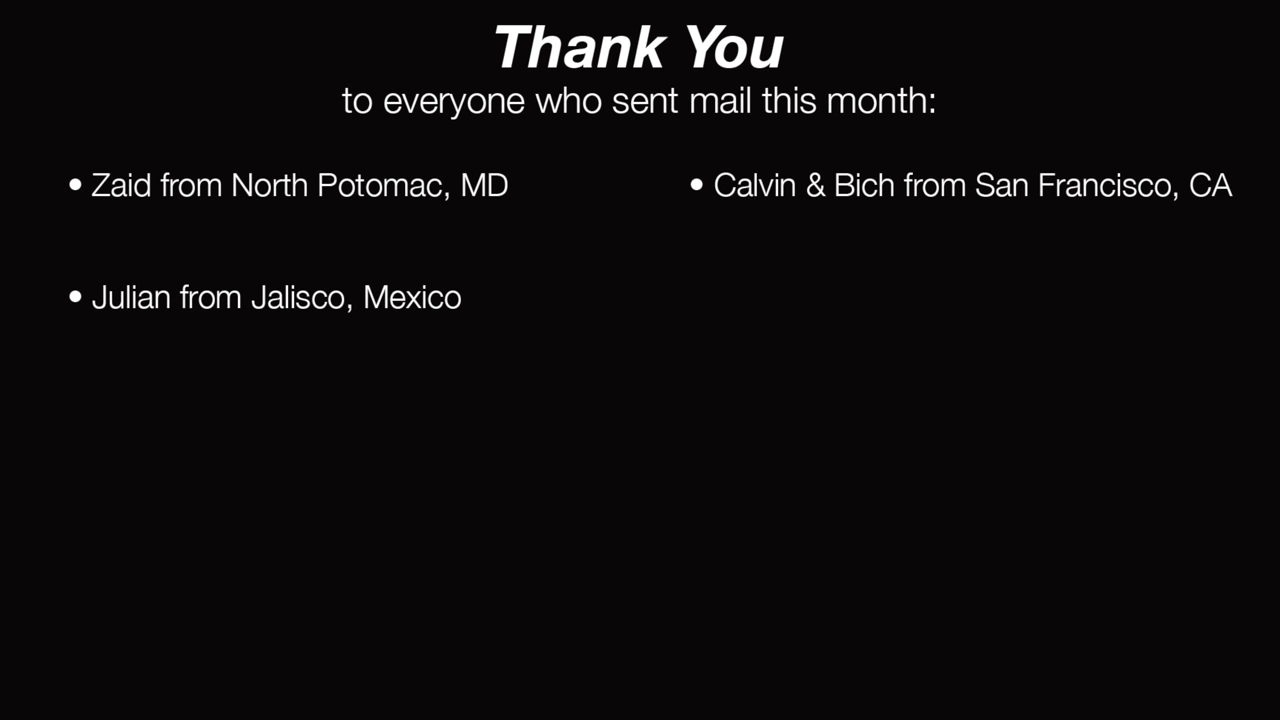 Thank You
to everyone who sent mail this month:
• Zaid from North Potomac, MD
• Calvin & Bich from San Francisco, CA
• Julian from Jalisco, Mexico